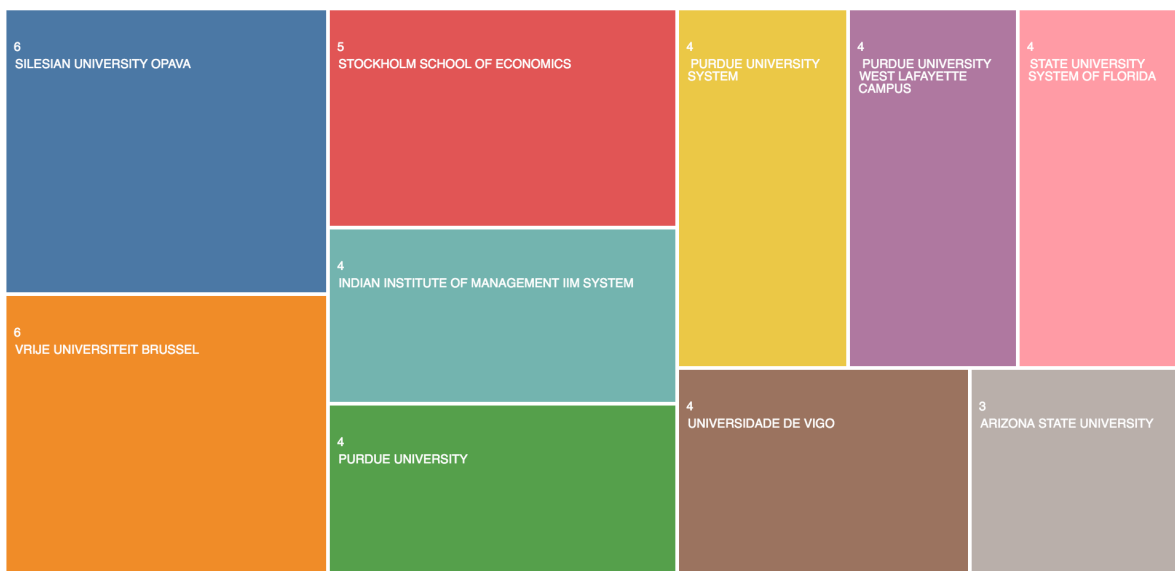 6
SILESIAN UNIVERSITY OPAVA
6
VRIJE UNIVERSITEIT BRUSSEL
5
STOCKHOLM SCHOOL OF ECONOMICS
4
INDIAN INSTITUTE OF MANAGEMENT IIM SYSTEM
4
PURDUE UNIVERSITY
4
PURDUE UNIVERSITY
SYSTEM
4
PURDUE UNIVERSITY
WEST LAFAYETTE
CAMPUS
4
STATE UNIVERSITY
SYSTEM OF FLORIDA
4
UNIVERSIDADE DE VIGO
3
ARIZONA STATE UNIVERSITY